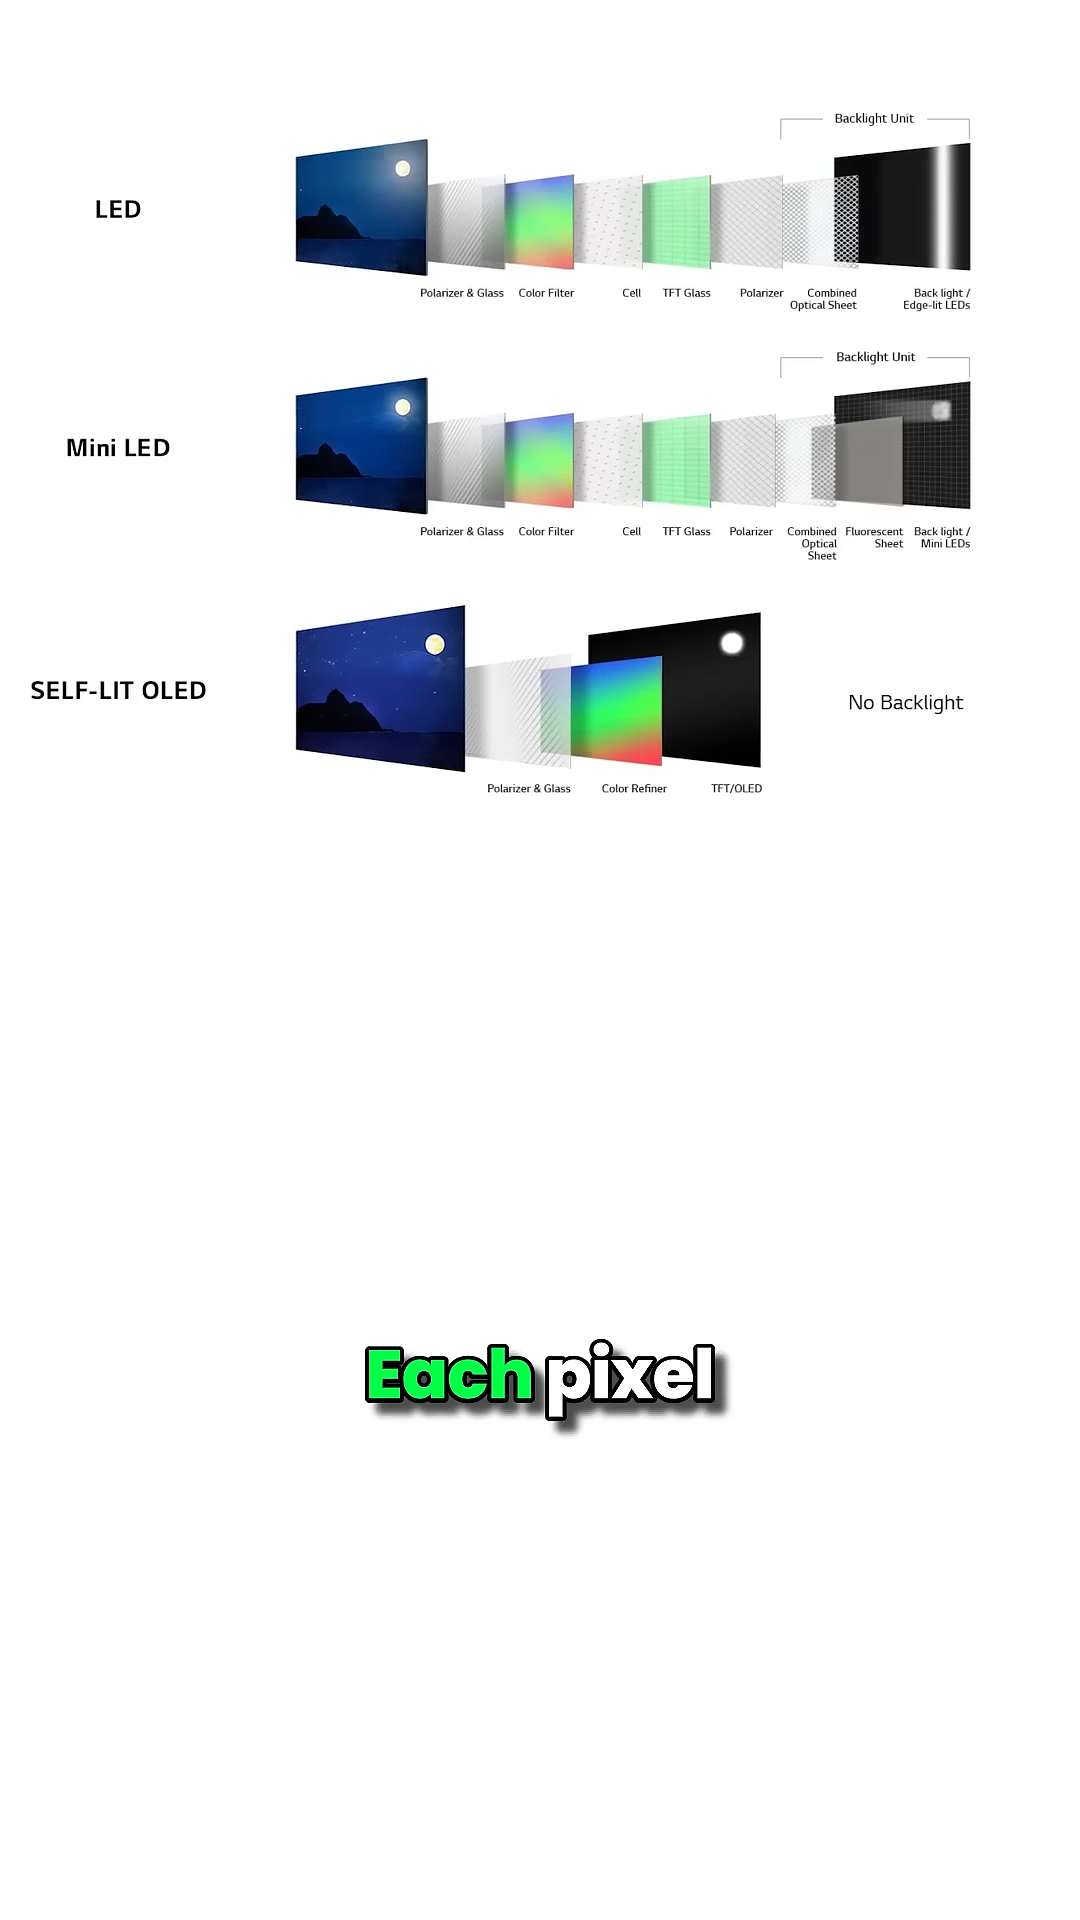 Backlight Unit
LED
Polarizer & Glass Color Filter Cell TFT Glass Polarizer Combined Optical Sheet Back light / Edge-lit LEDs
Backlight Unit
Mini LED
Polarizer & Glass Color Filter Cell TFT Glass Polarizer Combined Optical Sheet Fluorescent Sheet Back light / Mini LEDs
SELF-LIT OLED
No Backlight
Polarizer & Glass Color Refiner TFT/OLED
Each pixel